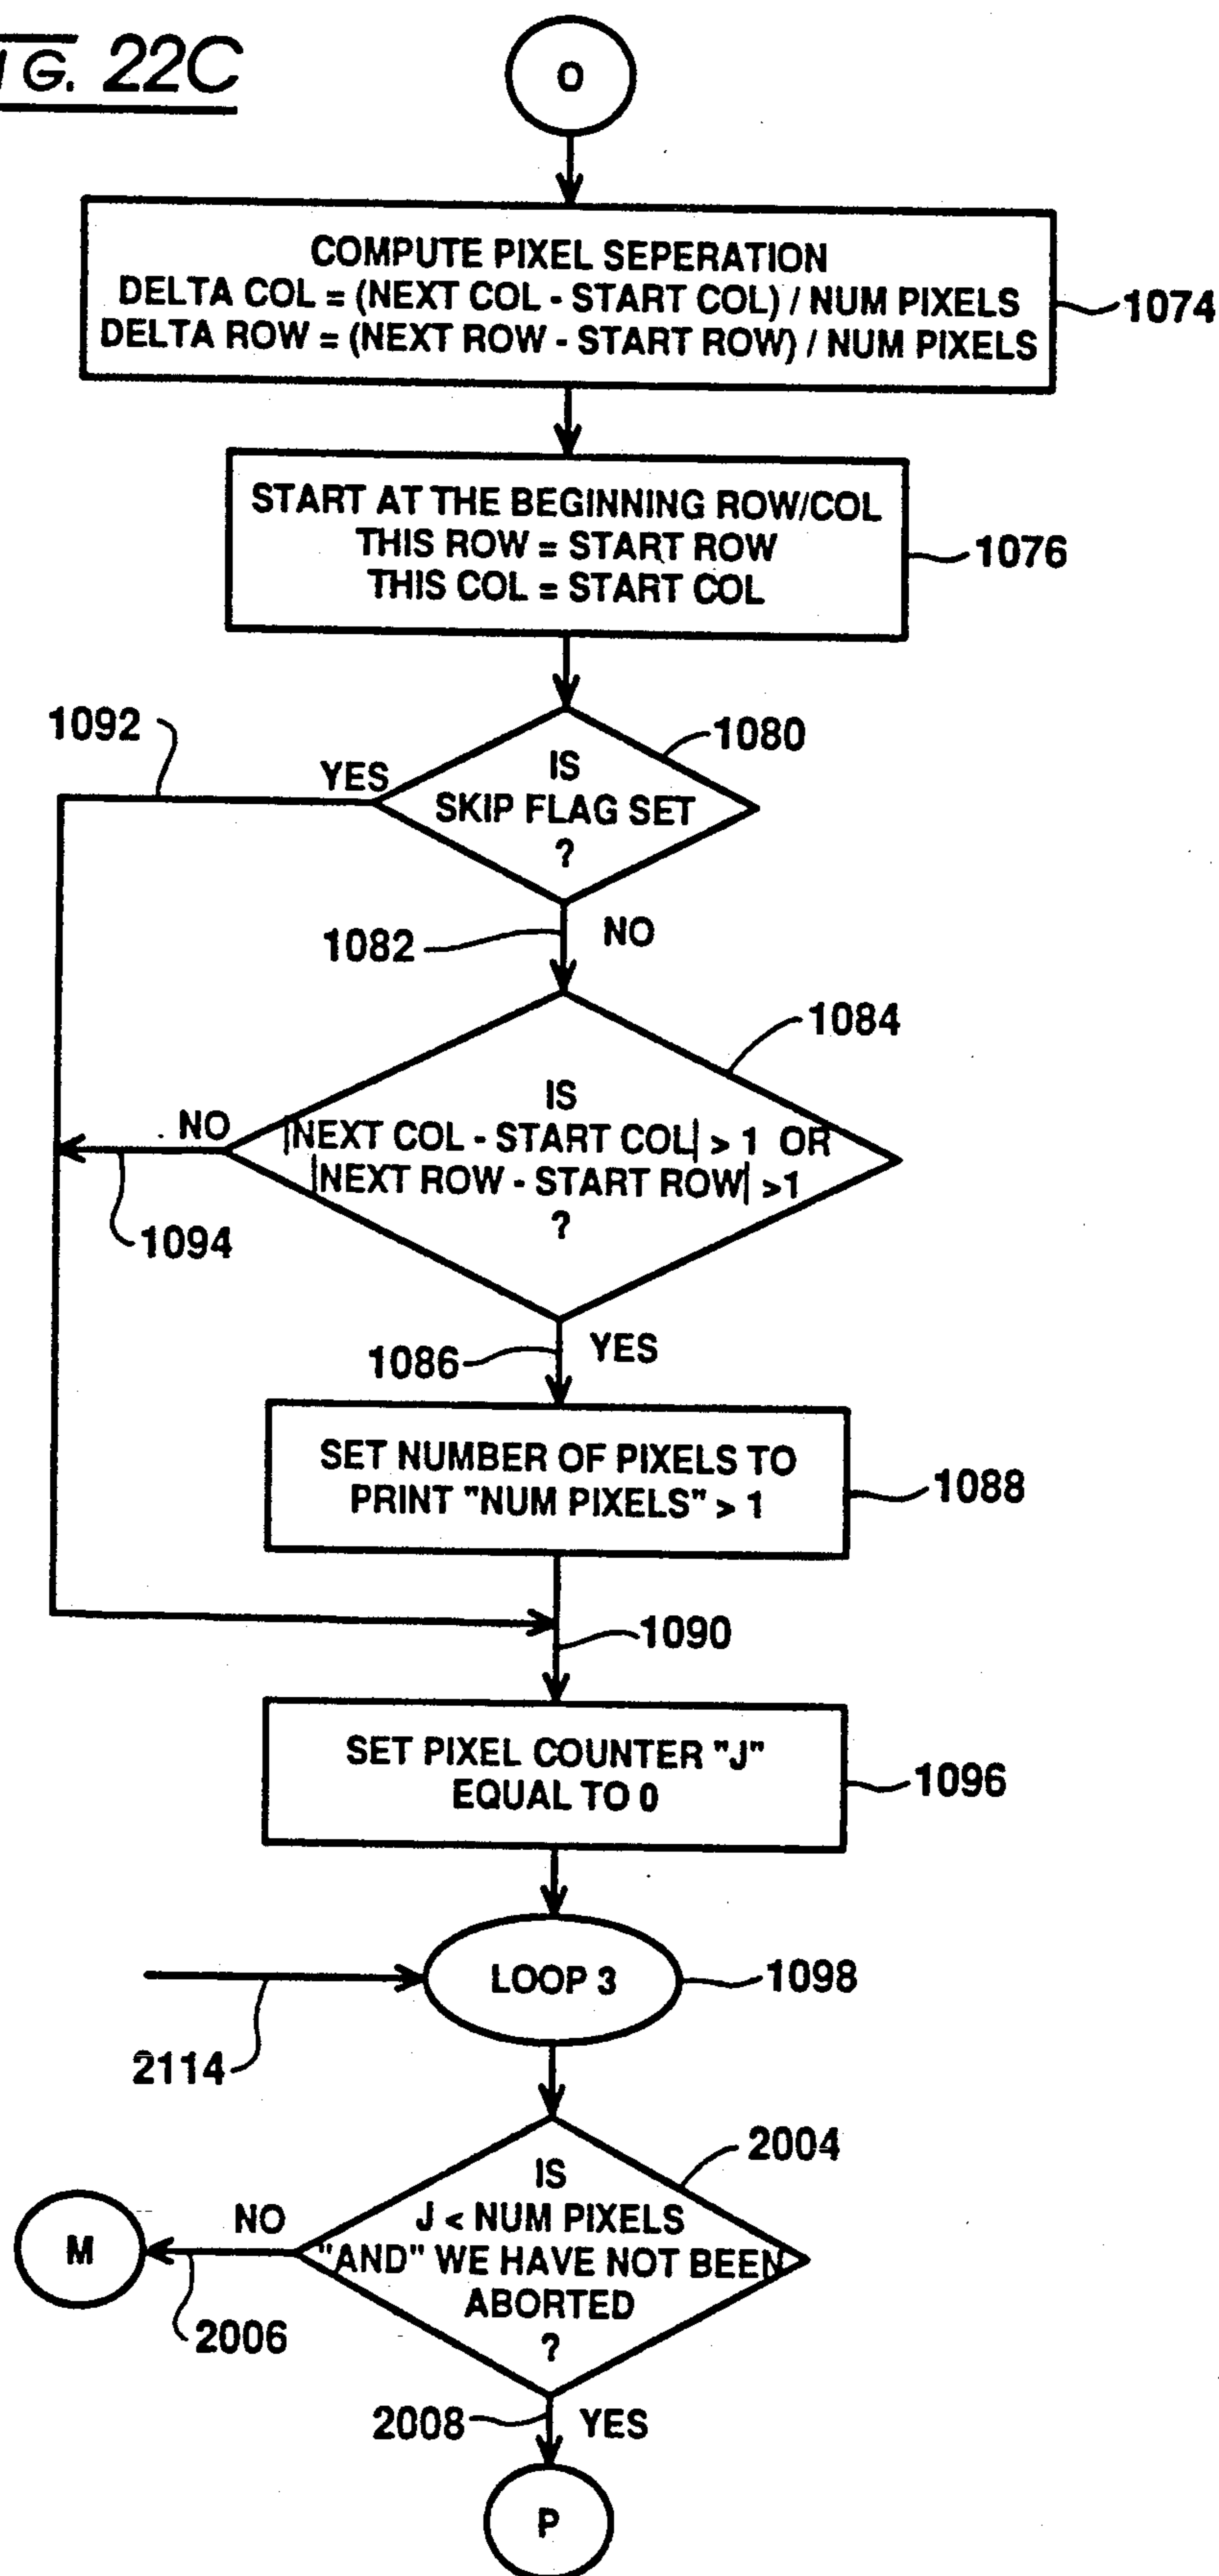 FIG. 22C
O
COMPUTE PIXEL SEPERATION
DELTA COL = (NEXT COL - START COL) / NUM PIXELS
DELTA ROW = (NEXT ROW - START ROW) / NUM PIXELS
1074
START AT THE BEGINNING ROW/COL
THIS ROW = START ROW
THIS COL = START COL
1076
1092
YES
IS
SKIP FLAG SET
?
1080
1082
NO
1084
IS
|NEXT COL - START COL| > 1 OR
|NEXT ROW - START ROW| >1
?
NO
1094
1086
YES
SET NUMBER OF PIXELS TO
PRINT "NUM PIXELS" > 1
1088
1090
SET PIXEL COUNTER "J"
EQUAL TO 0
1096
LOOP 3
1098
2114
2004
IS
J < NUM PIXELS
"AND" WE HAVE NOT BEEN
ABORTED
?
NO
M
2006
2008
YES
P